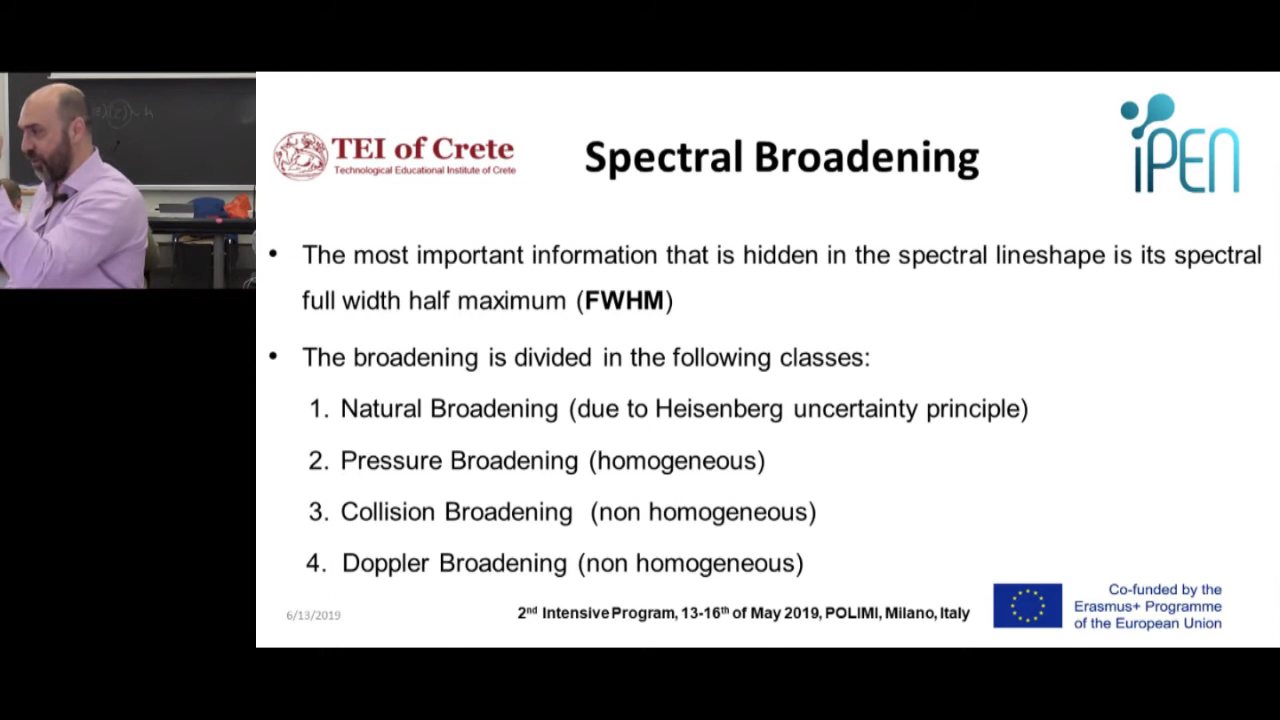 TEI of Crete
Technological Educational Institute of Crete
Spectral Broadening
iPEN
• The most important information that is hidden in the spectral lineshape is its spectral
full width half maximum (FWHM)
• The broadening is divided in the following classes:
1. Natural Broadening (due to Heisenberg uncertainty principle)
2. Pressure Broadening (homogeneous)
3. Collision Broadening (non homogeneous)
4. Doppler Broadening (non homogeneous)
6/13/2019
2nd Intensive Program, 13-16th of May 2019, POLIMI, Milano, Italy
Co-funded by the
Erasmus+ Programme
of the European Union